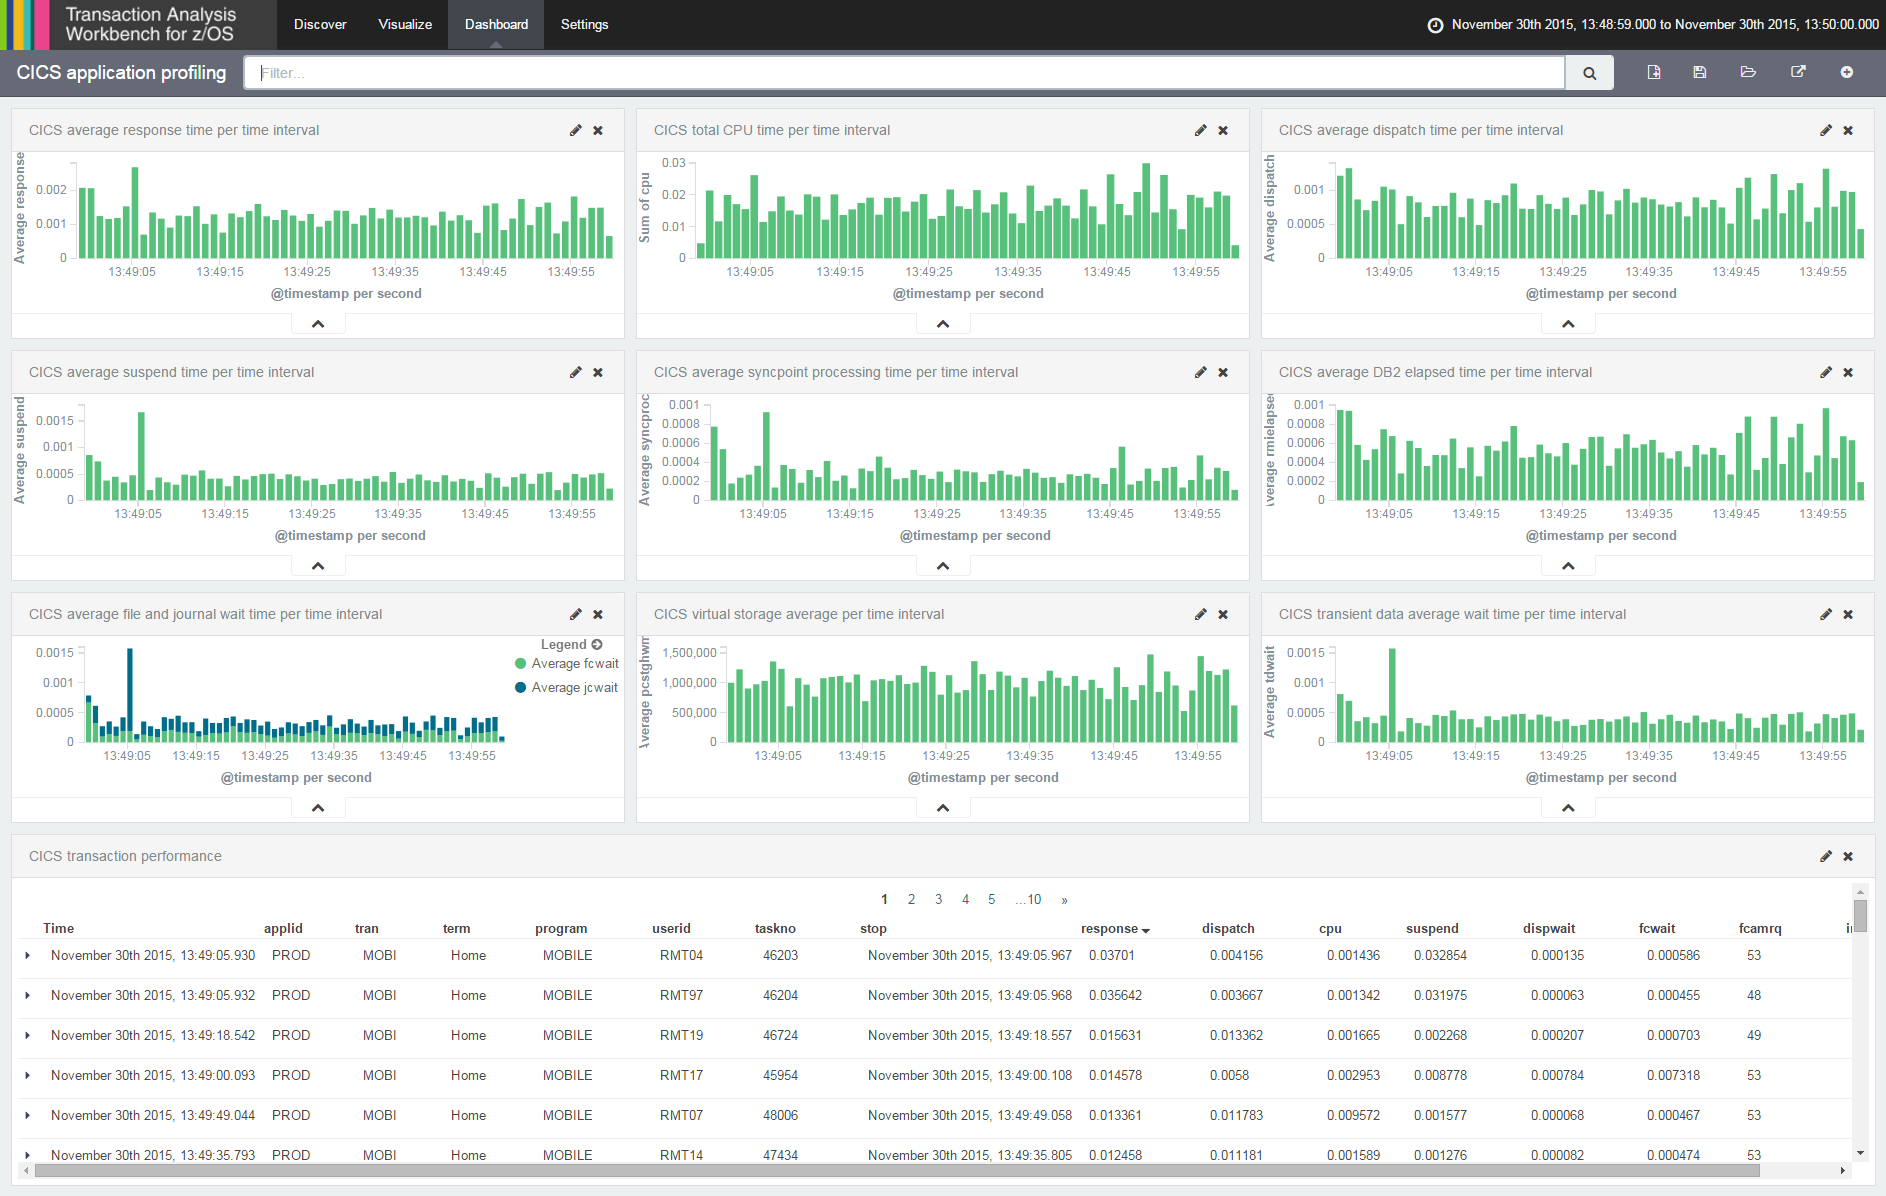 Transaction Analysis
Workbench for z/OS
Discover Visualize Dashboard Settings
November 30th 2015, 13:48:59.000 to November 30th 2015, 13:50:00.000
CICS application profiling
Filter...
CICS average response time per time interval
Average response
0.002
0.001
0
13:49:05 13:49:15 13:49:25 13:49:35 13:49:45 13:49:55
@timestamp per second
CICS total CPU time per time interval
Sum of cpu
0.03
0.02
0.01
0
13:49:05 13:49:15 13:49:25 13:49:35 13:49:45 13:49:55
@timestamp per second
CICS average dispatch time per time interval
Average dispatch
0.001
0.0005
0
13:49:05 13:49:15 13:49:25 13:49:35 13:49:45 13:49:55
@timestamp per second
CICS average suspend time per time interval
Average suspend
0.0015
0.001
0.0005
0
13:49:05 13:49:15 13:49:25 13:49:35 13:49:45 13:49:55
@timestamp per second
CICS average syncpoint processing time per time interval
Average syncproc
0.001
0.0008
0.0006
0.0004
0.0002
0
13:49:05 13:49:15 13:49:25 13:49:35 13:49:45 13:49:55
@timestamp per second
CICS average DB2 elapsed time per time interval
Average rmielapsed
0.001
0.0008
0.0006
0.0004
0.0002
0
13:49:05 13:49:15 13:49:25 13:49:35 13:49:45 13:49:55
@timestamp per second
CICS average file and journal wait time per time interval
0.0015
0.001
0.0005
0
13:49:05 13:49:15 13:49:25 13:49:35 13:49:45 13:49:55
@timestamp per second
Legend
Average fcwait
Average jcwait
CICS virtual storage average per time interval
Average pcstghwm
1,500,000
1,000,000
500,000
0
13:49:05 13:49:15 13:49:25 13:49:35 13:49:45 13:49:55
@timestamp per second
CICS transient data average wait time per time interval
Average tdwait
0.0015
0.001
0.0005
0
13:49:05 13:49:15 13:49:25 13:49:35 13:49:45 13:49:55
@timestamp per second
CICS transaction performance
1 2 3 4 5 ...10 »
Time applid tran term program userid taskno stop response dispatch cpu suspend dispwait fcwait fcamrq
November 30th 2015, 13:49:05.930 PROD MOBI Home MOBILE RMT04 46203 November 30th 2015, 13:49:05.967 0.03701 0.004156 0.001436 0.032854 0.000135 0.000586 53
November 30th 2015, 13:49:05.932 PROD MOBI Home MOBILE RMT97 46204 November 30th 2015, 13:49:05.968 0.035642 0.003667 0.001342 0.031975 0.000063 0.000455 48
November 30th 2015, 13:49:18.542 PROD MOBI Home MOBILE RMT19 46724 November 30th 2015, 13:49:18.557 0.015631 0.013362 0.001665 0.002268 0.000207 0.000703 49
November 30th 2015, 13:49:00.093 PROD MOBI Home MOBILE RMT17 45954 November 30th 2015, 13:49:00.108 0.014578 0.0058 0.002953 0.008778 0.000784 0.007318 53
November 30th 2015, 13:49:49.044 PROD MOBI Home MOBILE RMT07 48006 November 30th 2015, 13:49:49.058 0.013361 0.011783 0.009572 0.001577 0.000068 0.000467 53
November 30th 2015, 13:49:35.793 PROD MOBI Home MOBILE RMT14 47434 November 30th 2015, 13:49:35.805 0.012458 0.011181 0.001589 0.001276 0.000082 0.000474 53